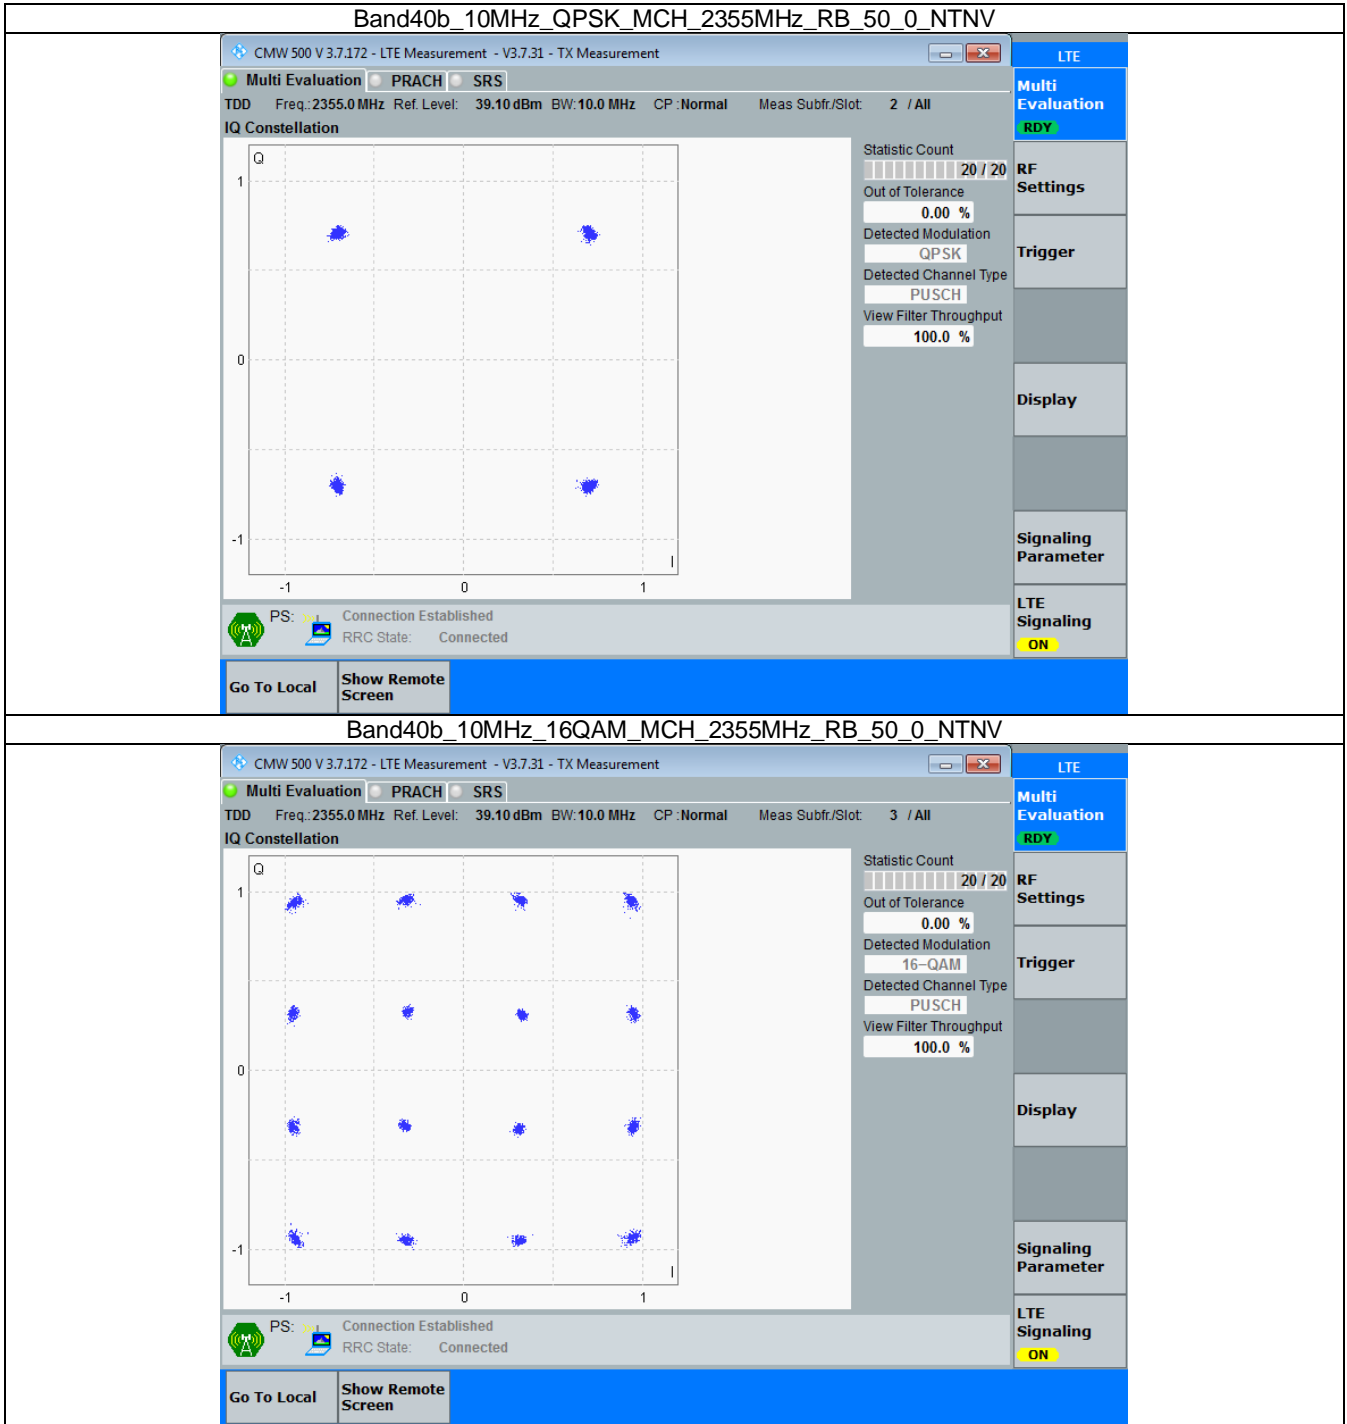 Band40b_10MHz_QPSK_MCH_2355MHz_RB_50_0_NTNV
CMW 500 V 3.7.172 - LTE Measurement - V3.7.31 - TX Measurement
LTE
Multi Evaluation PRACH SRS
Multi
Evaluation
RDY
TDD Freq.: 2355.0 MHz Ref. Level: 39.10 dBm BW: 10.0 MHz CP : Normal Meas Subfr./Slot: 2 / All
IQ Constellation
Q
1
0
-1
I
-1 0 1
Statistic Count
20 / 20
Out of Tolerance
0.00 %
Detected Modulation
QPSK
Detected Channel Type
PUSCH
View Filter Throughput
100.0 %
RF
Settings
Trigger
Display
Signaling
Parameter
LTE
Signaling
ON
PS: Connection Established
RRC State: Connected
Go To Local
Show Remote
Screen
Band40b_10MHz_16QAM_MCH_2355MHz_RB_50_0_NTNV
CMW 500 V 3.7.172 - LTE Measurement - V3.7.31 - TX Measurement
LTE
Multi Evaluation PRACH SRS
Multi
Evaluation
RDY
TDD Freq.: 2355.0 MHz Ref. Level: 39.10 dBm BW: 10.0 MHz CP : Normal Meas Subfr./Slot: 3 / All
IQ Constellation
Q
1
0
-1
I
-1 0 1
Statistic Count
20 / 20
Out of Tolerance
0.00 %
Detected Modulation
16-QAM
Detected Channel Type
PUSCH
View Filter Throughput
100.0 %
RF
Settings
Trigger
Display
Signaling
Parameter
LTE
Signaling
ON
PS: Connection Established
RRC State: Connected
Go To Local
Show Remote
Screen